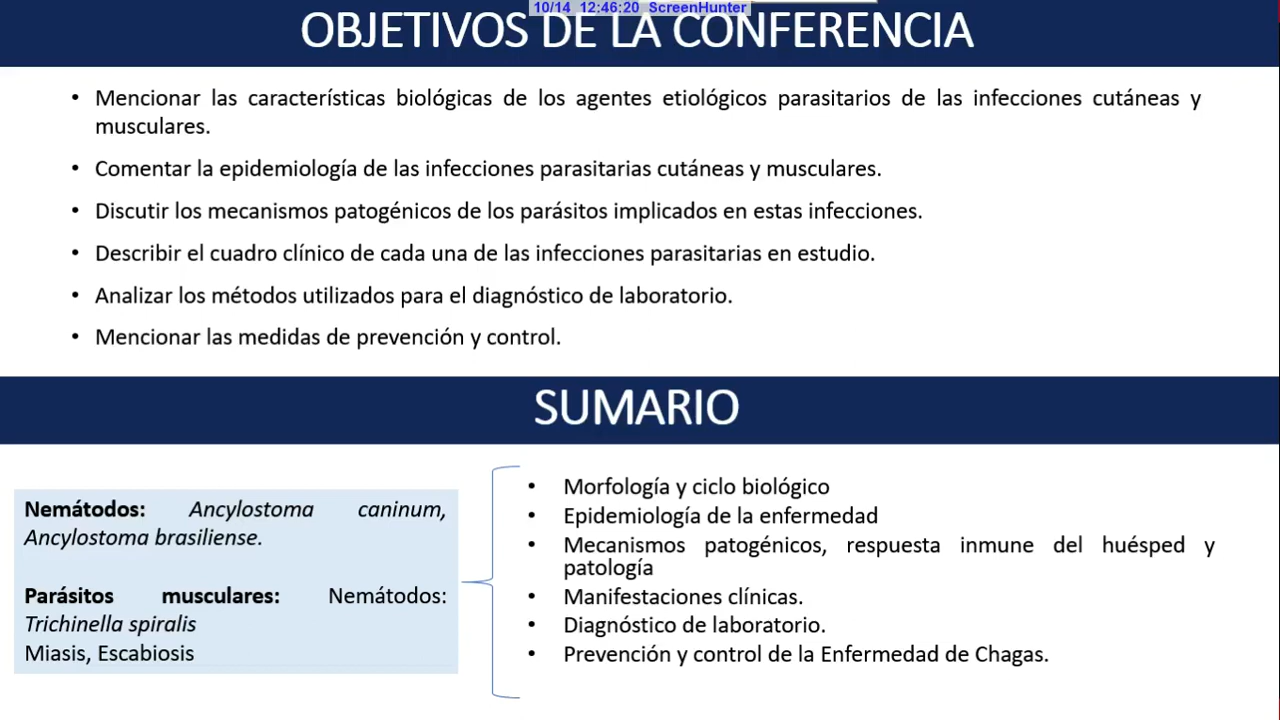 10/14 12:46:20 ScreenHunter
OBJETIVOS DE LA CONFERENCIA
• Mencionar las características biológicas de los agentes etiológicos parasitarios de las infecciones cutáneas y
musculares.
• Comentar la epidemiología de las infecciones parasitarias cutáneas y musculares.
• Discutir los mecanismos patogénicos de los parásitos implicados en estas infecciones.
• Describir el cuadro clínico de cada una de las infecciones parasitarias en estudio.
• Analizar los métodos utilizados para el diagnóstico de laboratorio.
• Mencionar las medidas de prevención y control.
SUMARIO
Nemátodos: Ancylostoma caninum,
Ancylostoma brasiliense.
Parásitos musculares: Nemátodos:
Trichinella spiralis
Miasis, Escabiosis
• Morfología y ciclo biológico
• Epidemiología de la enfermedad
• Mecanismos patogénicos, respuesta inmune del huésped y
patología
• Manifestaciones clínicas.
• Diagnóstico de laboratorio.
• Prevención y control de la Enfermedad de Chagas.